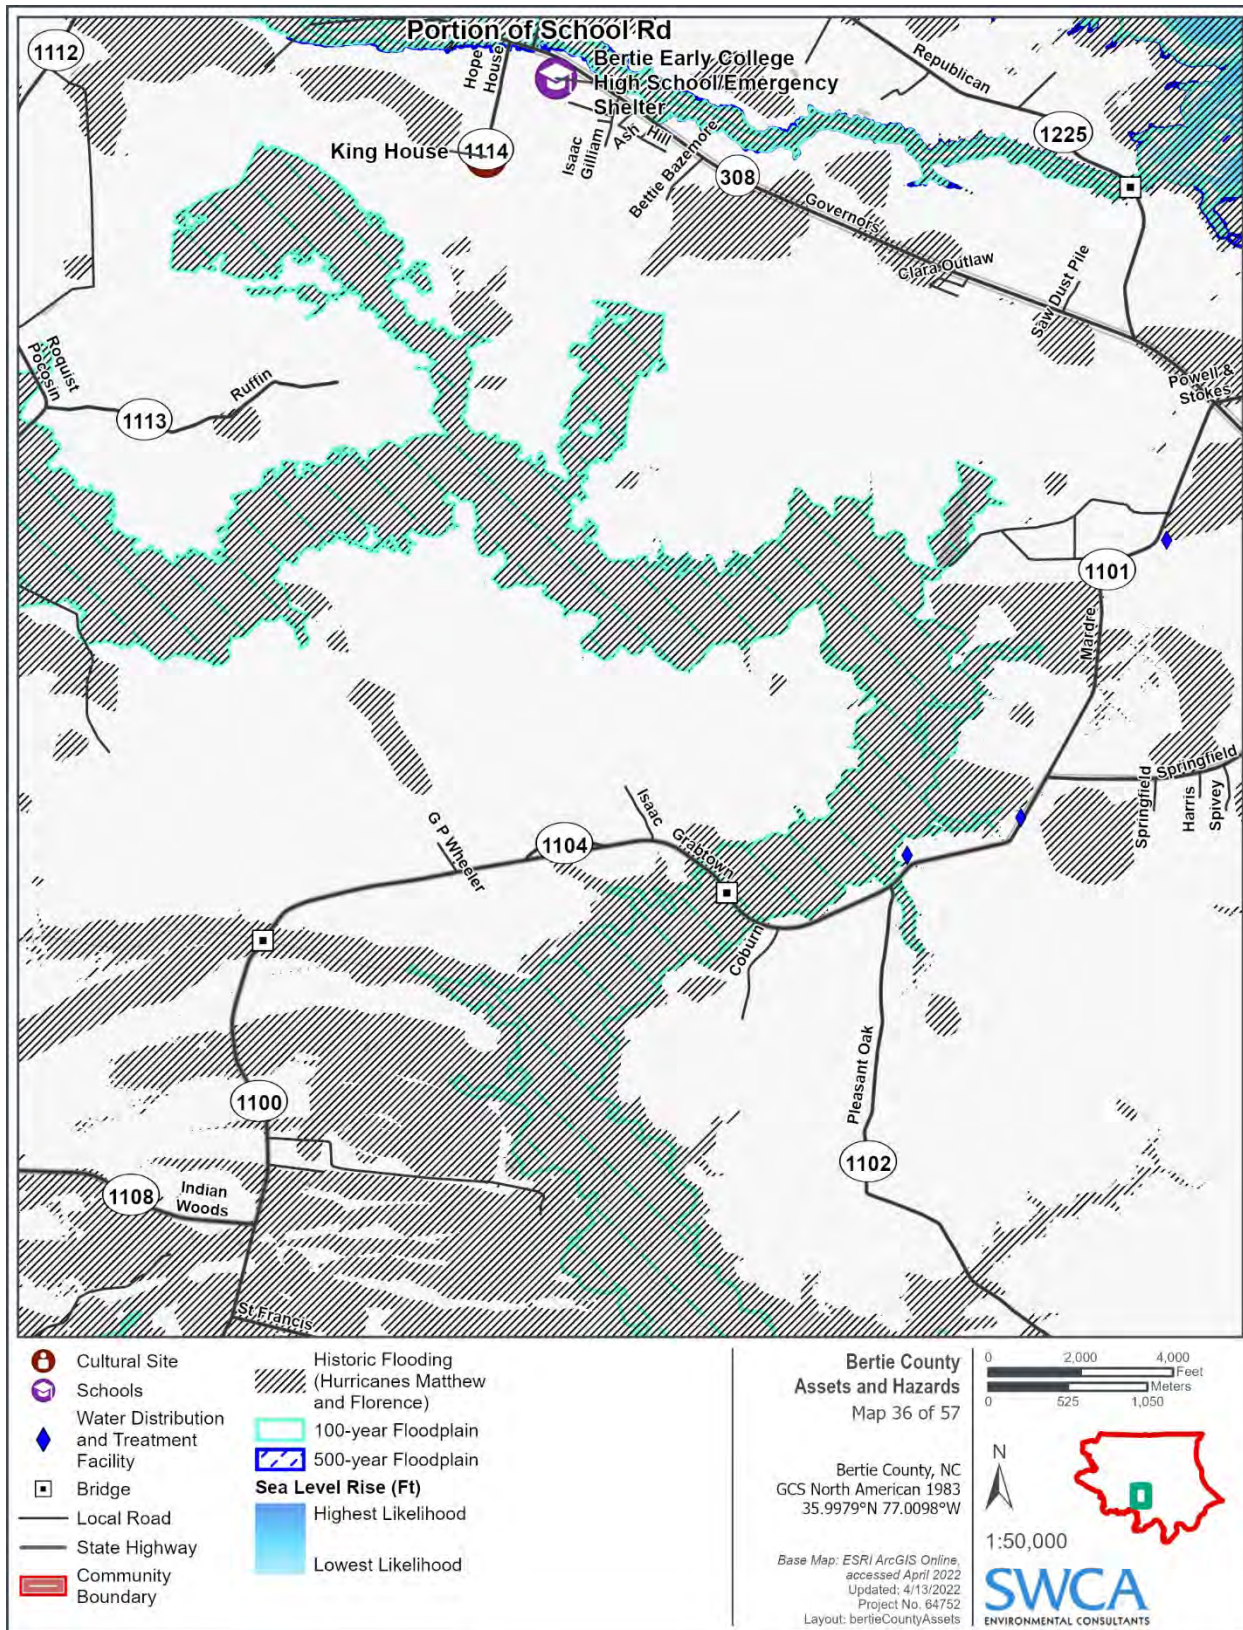 Portion of School Rd
1112
Hope
House
Bertie Early College
High School/Emergency
Shelter
Republican
1225
King House
1114
Isaac
Gilliam
Ash
Hill
Bettie Bazemore
308
Governors
Clara Outlaw
Saw Dust Pile
Roquist
Pocosin
Ruffin
1113
Powell &
Stokes
1101
Mardre
Springfield
Springfield
Harris
Spivey
Isaac
G P Wheeler
1104
Grabtown
Coburn
Pleasant Oak
1100
1102
1108
Indian
Woods
St Francis
Cultural Site
Schools
Water Distribution
and Treatment
Facility
Bridge
Local Road
State Highway
Community
Boundary
Historic Flooding
(Hurricanes Matthew
and Florence)
100-year Floodplain
500-year Floodplain
Sea Level Rise (Ft)
Highest Likelihood
Lowest Likelihood
Bertie County
Assets and Hazards
Map 36 of 57
Bertie County, NC
GCS North American 1983
35.9979°N 77.0098°W
Base Map: ESRI ArcGIS Online,
accessed April 2022
Updated: 4/13/2022
Project No. 64752
Layout: bertieCountyAssets
0 2,000 4,000
Feet
Meters
0 525 1,050
N
1:50,000
SWCA
ENVIRONMENTAL CONSULTANTS